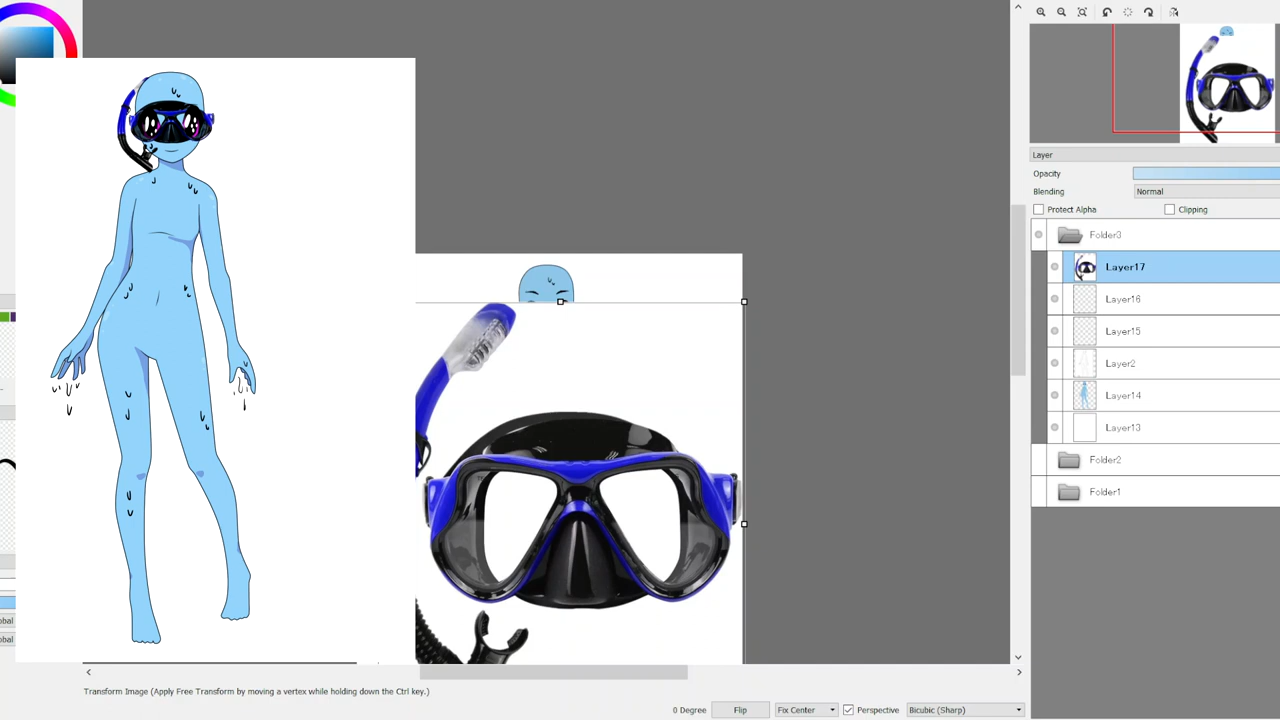 Layer
Opacity
Blending Normal
Protect Alpha Clipping
Folder3
Layer17
Layer16
Layer15
Layer2
Layer14
Layer13
Folder2
Folder1
obal
obal
Transform Image (Apply Free Transform by moving a vertex while holding down the Ctrl key.)
0 Degree Flip Fix Center Perspective Bicubic (Sharp)